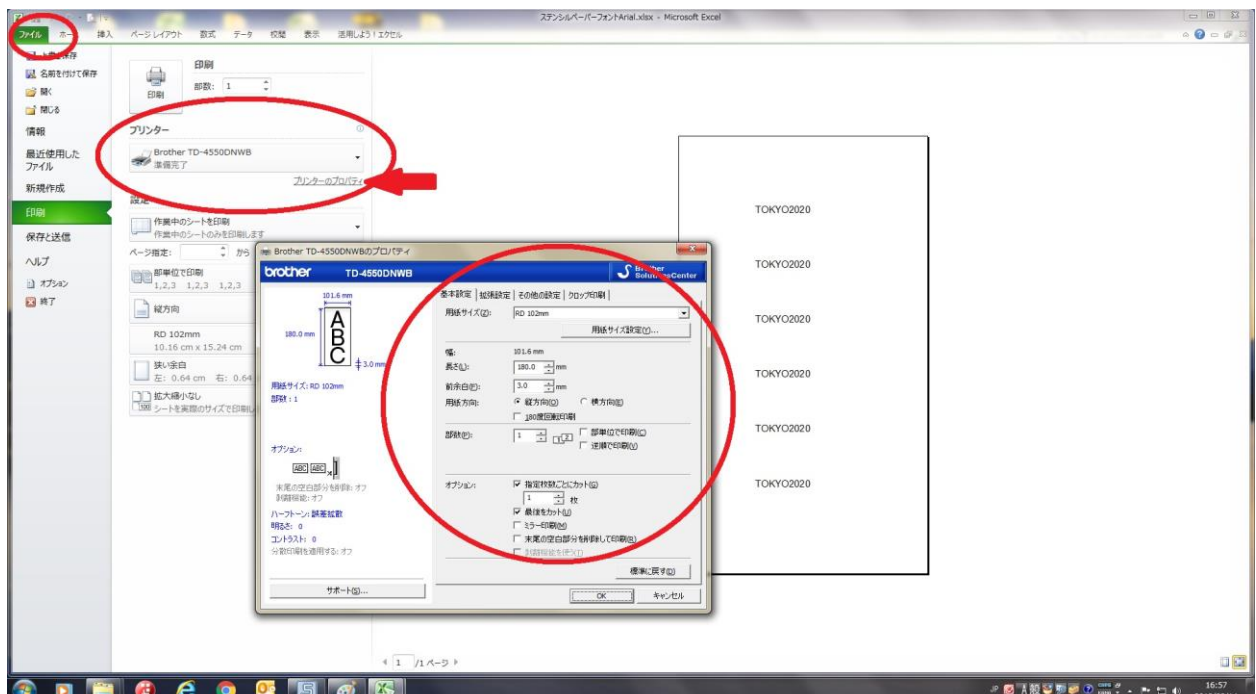 ステンシルペーパーフォントArial.xlsx - Microsoft Excel
ファイル
挿入
ページ レイアウト
数式
データ
校閲
表示
活用しよう！エクセル
名前を付けて保存
開く
閉じる
情報
最近使用した
ファイル
新規作成
印刷
保存と送信
ヘルプ
オプション
終了
印刷
印刷
部数: 1
プリンター
Brother TD-4550DNWB
準備完了
プリンターのプロパティ
設定
作業中のシートを印刷
作業中のシートのみを印刷します
ページ指定:
から
部単位で印刷
1,2,3 1,2,3 1,2,3
縦方向
RD 102mm
10.16 cm x 15.24 cm
狭い余白
左: 0.64 cm 右: 0.64
拡大縮小なし
シートを実際のサイズで印刷し
Brother TD-4550DNWBのプロパティ
brother
TD-4550DNWB
Brother
SolutionsCenter
101.6 mm
180.0 mm
A
B
C
3.0 mm
用紙サイズ: RD 102mm
部数 : 1
オプション:
ABC ABC
末尾の空白部分を削除: オフ
剥離機能: オフ
ハーフトーン: 誤差拡散
明るさ: 0
コントラスト: 0
分散印刷を適用する: オフ
サポート(S)...
基本設定
拡張設定
その他の設定
クロップ印刷
用紙サイズ(Z):
RD 102mm
用紙サイズ設定(Y)...
幅:
101.6 mm
長さ(L):
180.0 mm
前余白(F):
3.0 mm
用紙方向:
縦方向(O)
横方向(E)
180度回転印刷
部数(P):
1
部単位で印刷(C)
逆順で印刷(V)
オプション:
指定枚数ごとにカット(G)
1 枚
最後をカット(U)
ミラー印刷(M)
末尾の空白部分を削除して印刷(R)
剥離機能を使う(T)
標準に戻す(D)
OK
キャンセル
TOKYO2020
TOKYO2020
TOKYO2020
TOKYO2020
TOKYO2020
TOKYO2020
1 /1 ページ
JP
16:57